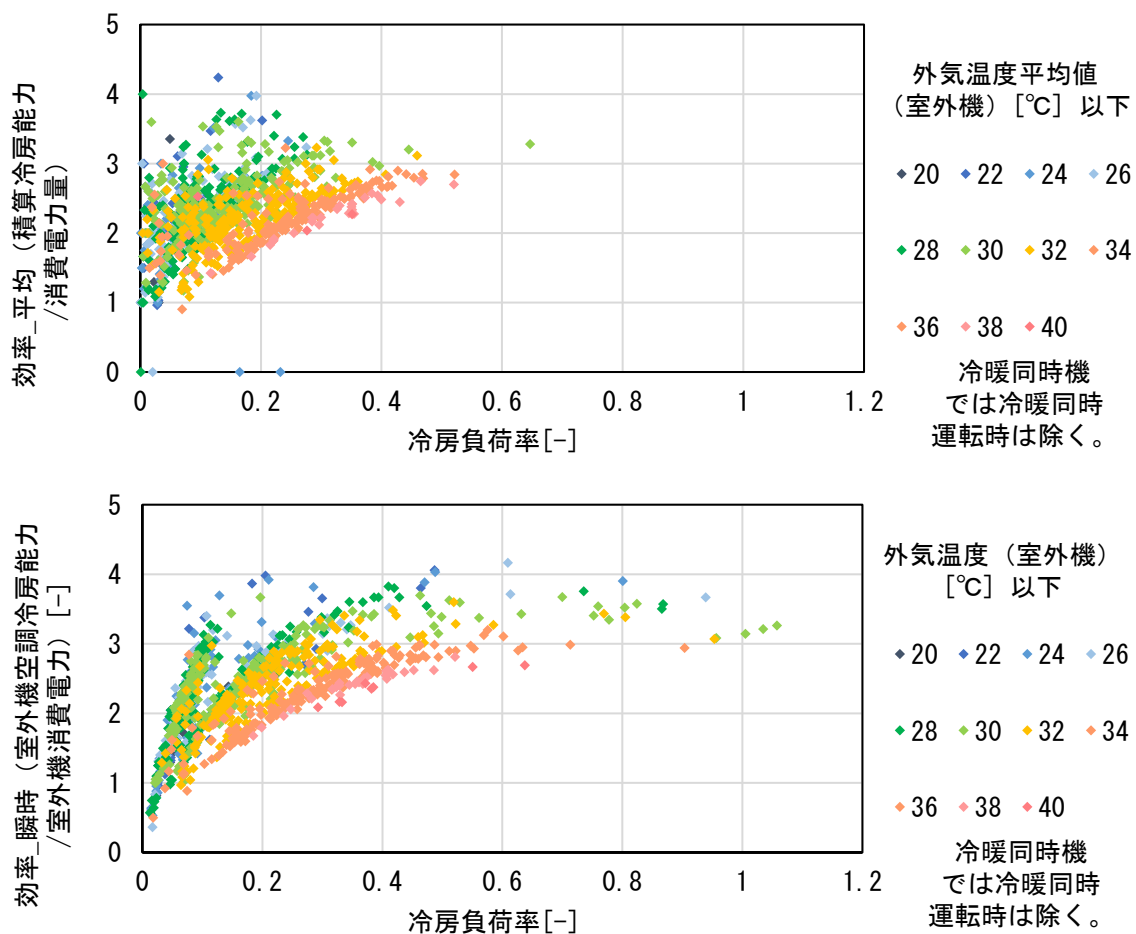 5
4
3
2
1
0
0
0.2
0.4
0.6
0.8
1
1.2
効率_平均（積算冷房能力
/消費電力量）
冷房負荷率[-]
外気温度平均値
（室外機）[℃] 以下
20 22 24 26
28 30 32 34
36 38 40
冷暖同時機
では冷暖同時
運転時は除く。
5
4
3
2
1
0
0
0.2
0.4
0.6
0.8
1
1.2
効率_瞬時（室外機空調冷房能力
/室外機消費電力）[-]
冷房負荷率[-]
外気温度（室外機）
[℃] 以下
20 22 24 26
28 30 32 34
36 38 40
冷暖同時機
では冷暖同時
運転時は除く。